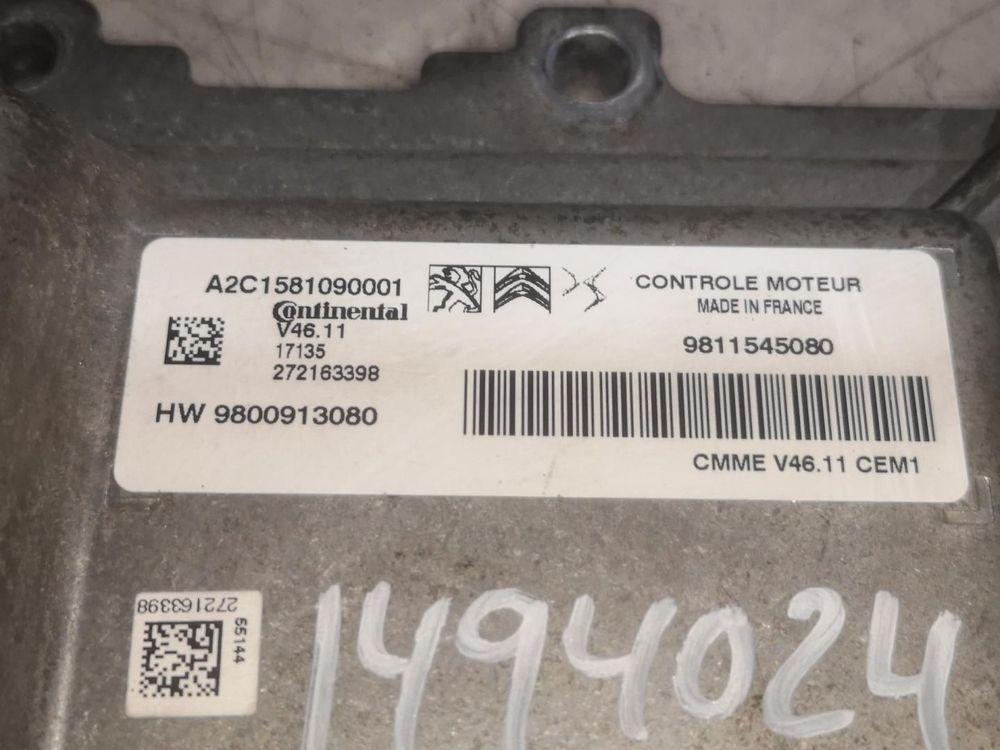 A2C1581090001
Continental
V46.11
17135
272163398
HW 9800913080
CONTROLE MOTEUR
MADE IN FRANCE
9811545080
CMME V46.11 CEM1
272163398
55144
1494024